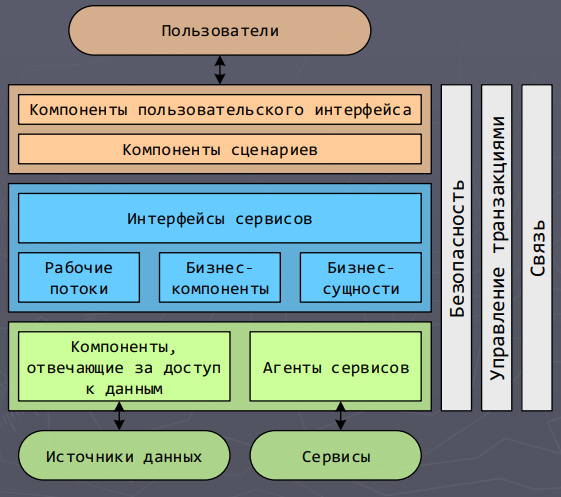 Пользователи
Компоненты пользовательского интерфейса
Компоненты сценариев
Интерфейсы сервисов
Рабочие
потоки
Бизнес-
компоненты
Бизнес-
сущности
Компоненты,
отвечающие за доступ
к данным
Агенты сервисов
Источники данных
Сервисы
Безопасность
Управление транзакциями
Связь